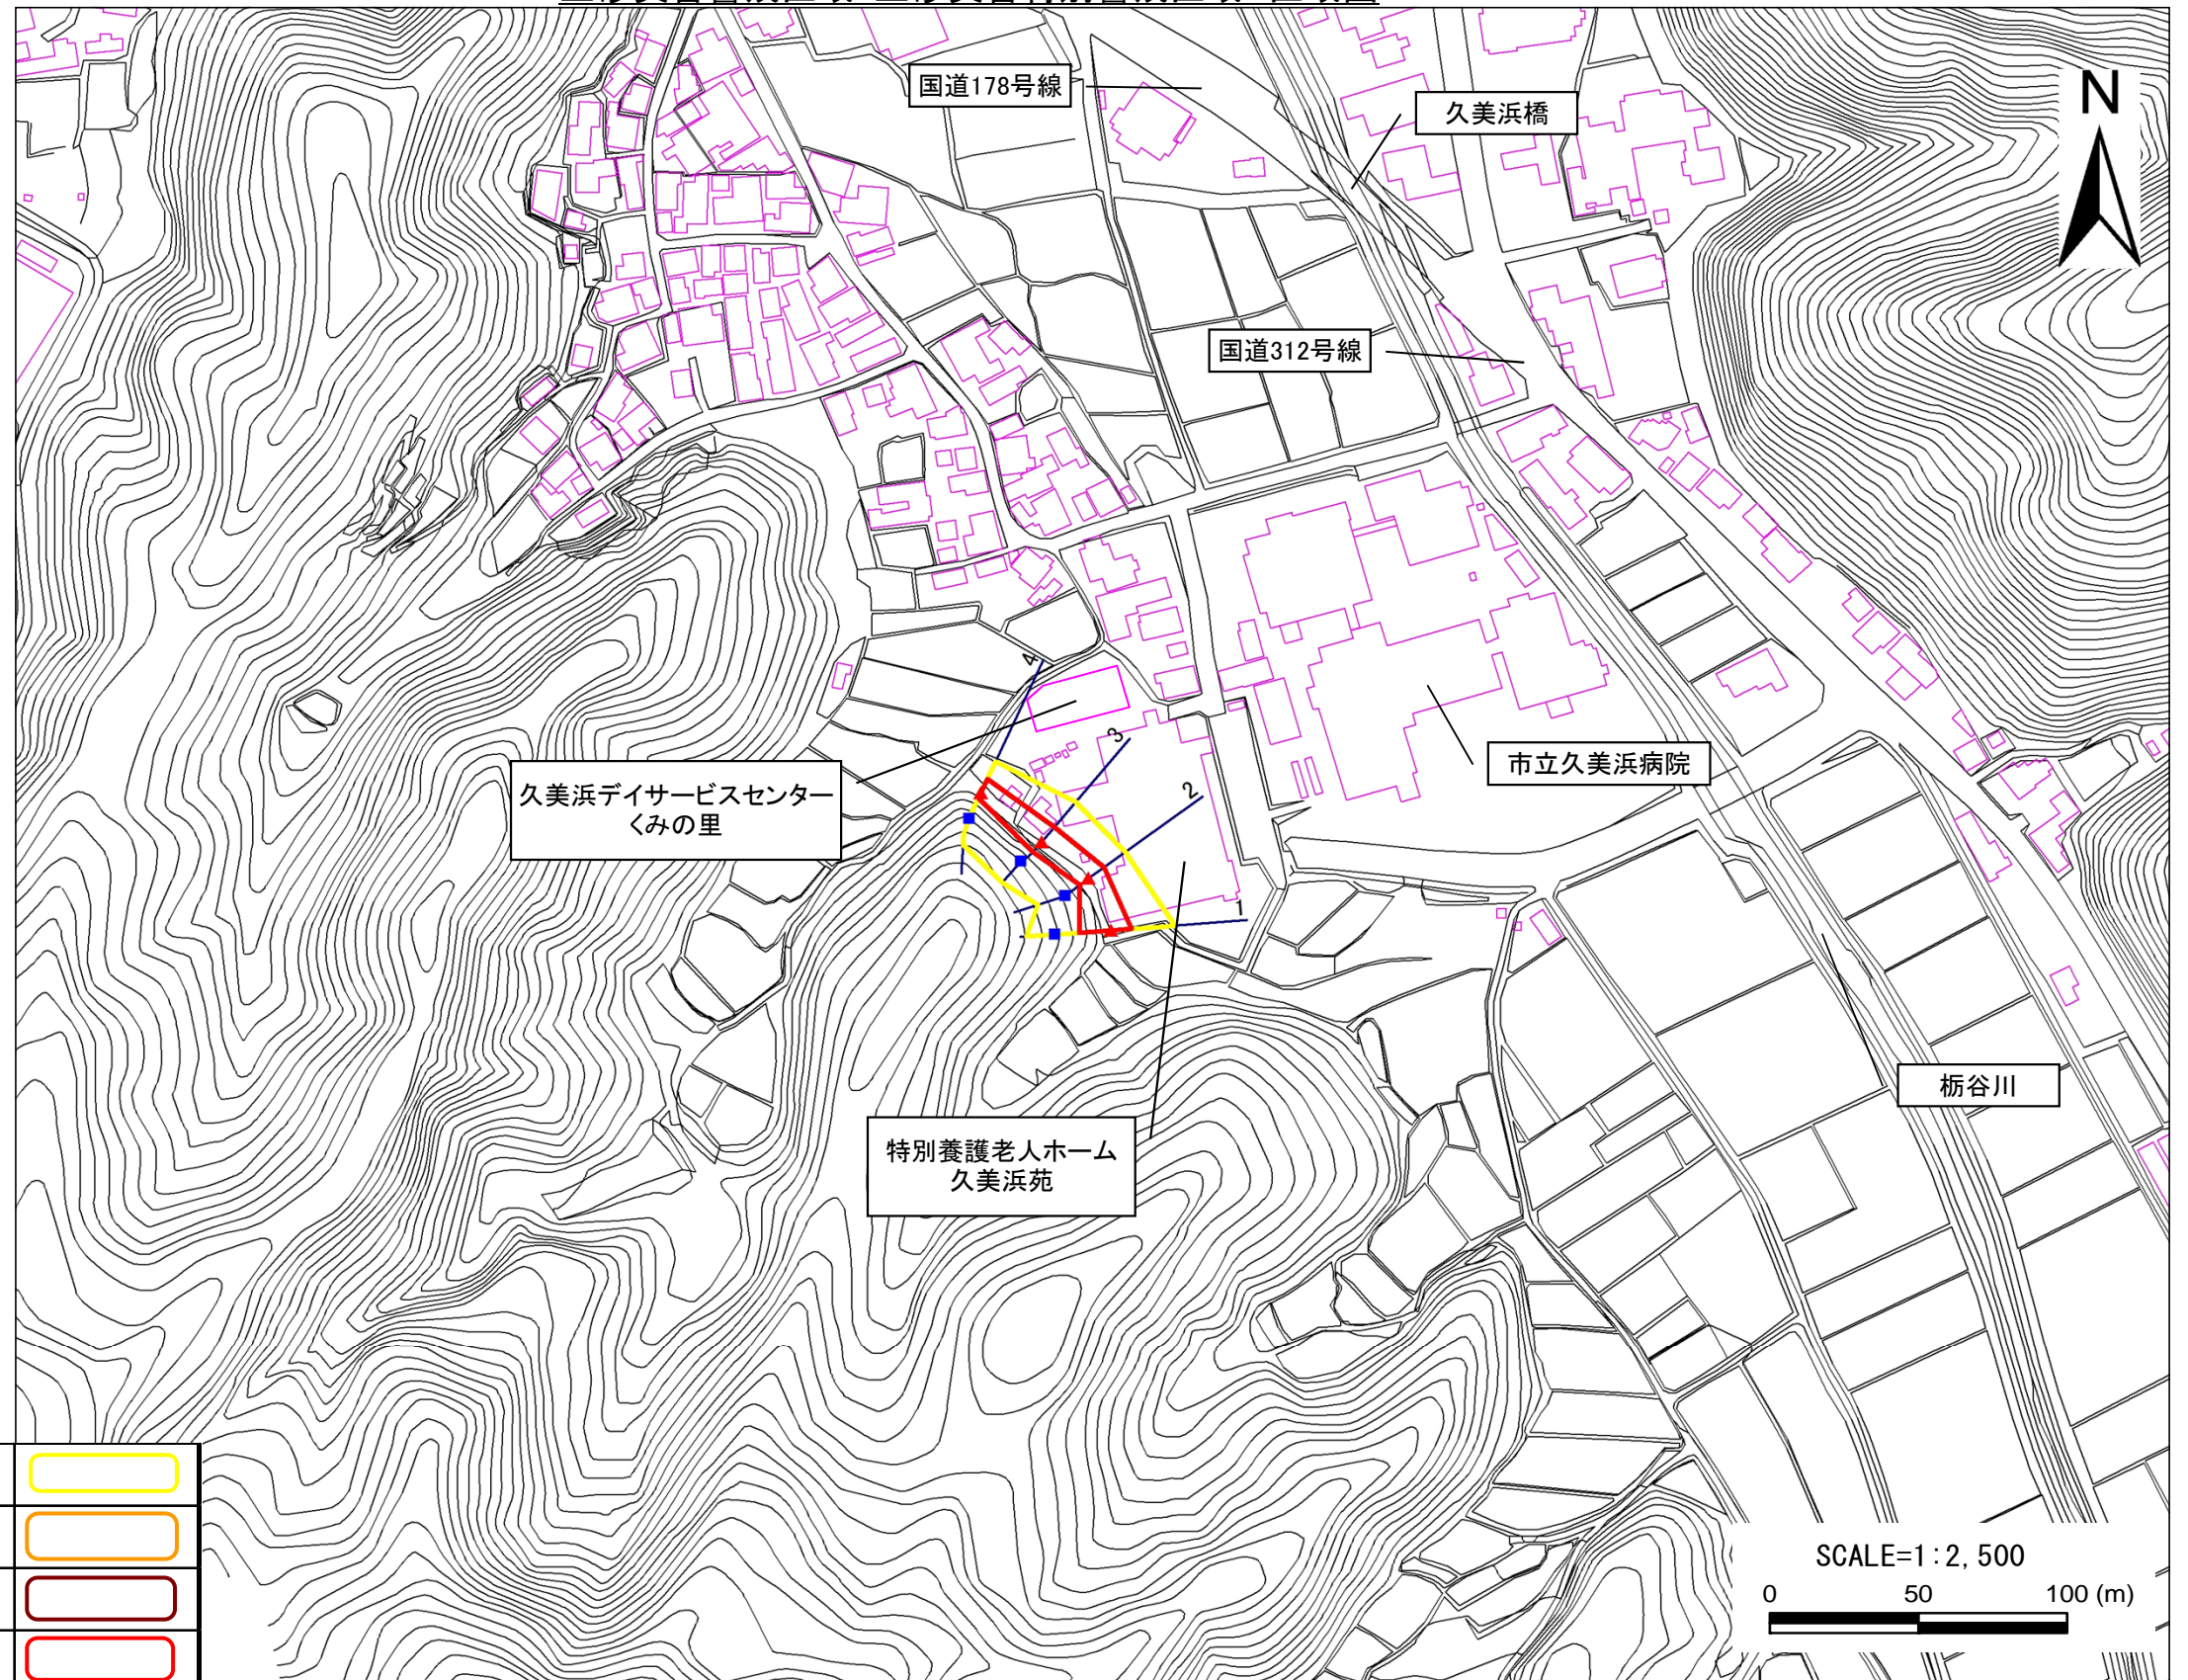 国道178号線
久美浜橋
N
国道312号線
4
3
2
1
市立久美浜病院
久美浜デイサービスセンター
くみの里
栃谷川
特別養護老人ホーム
久美浜苑
SCALE=1:2,500
0 50 100 (m)